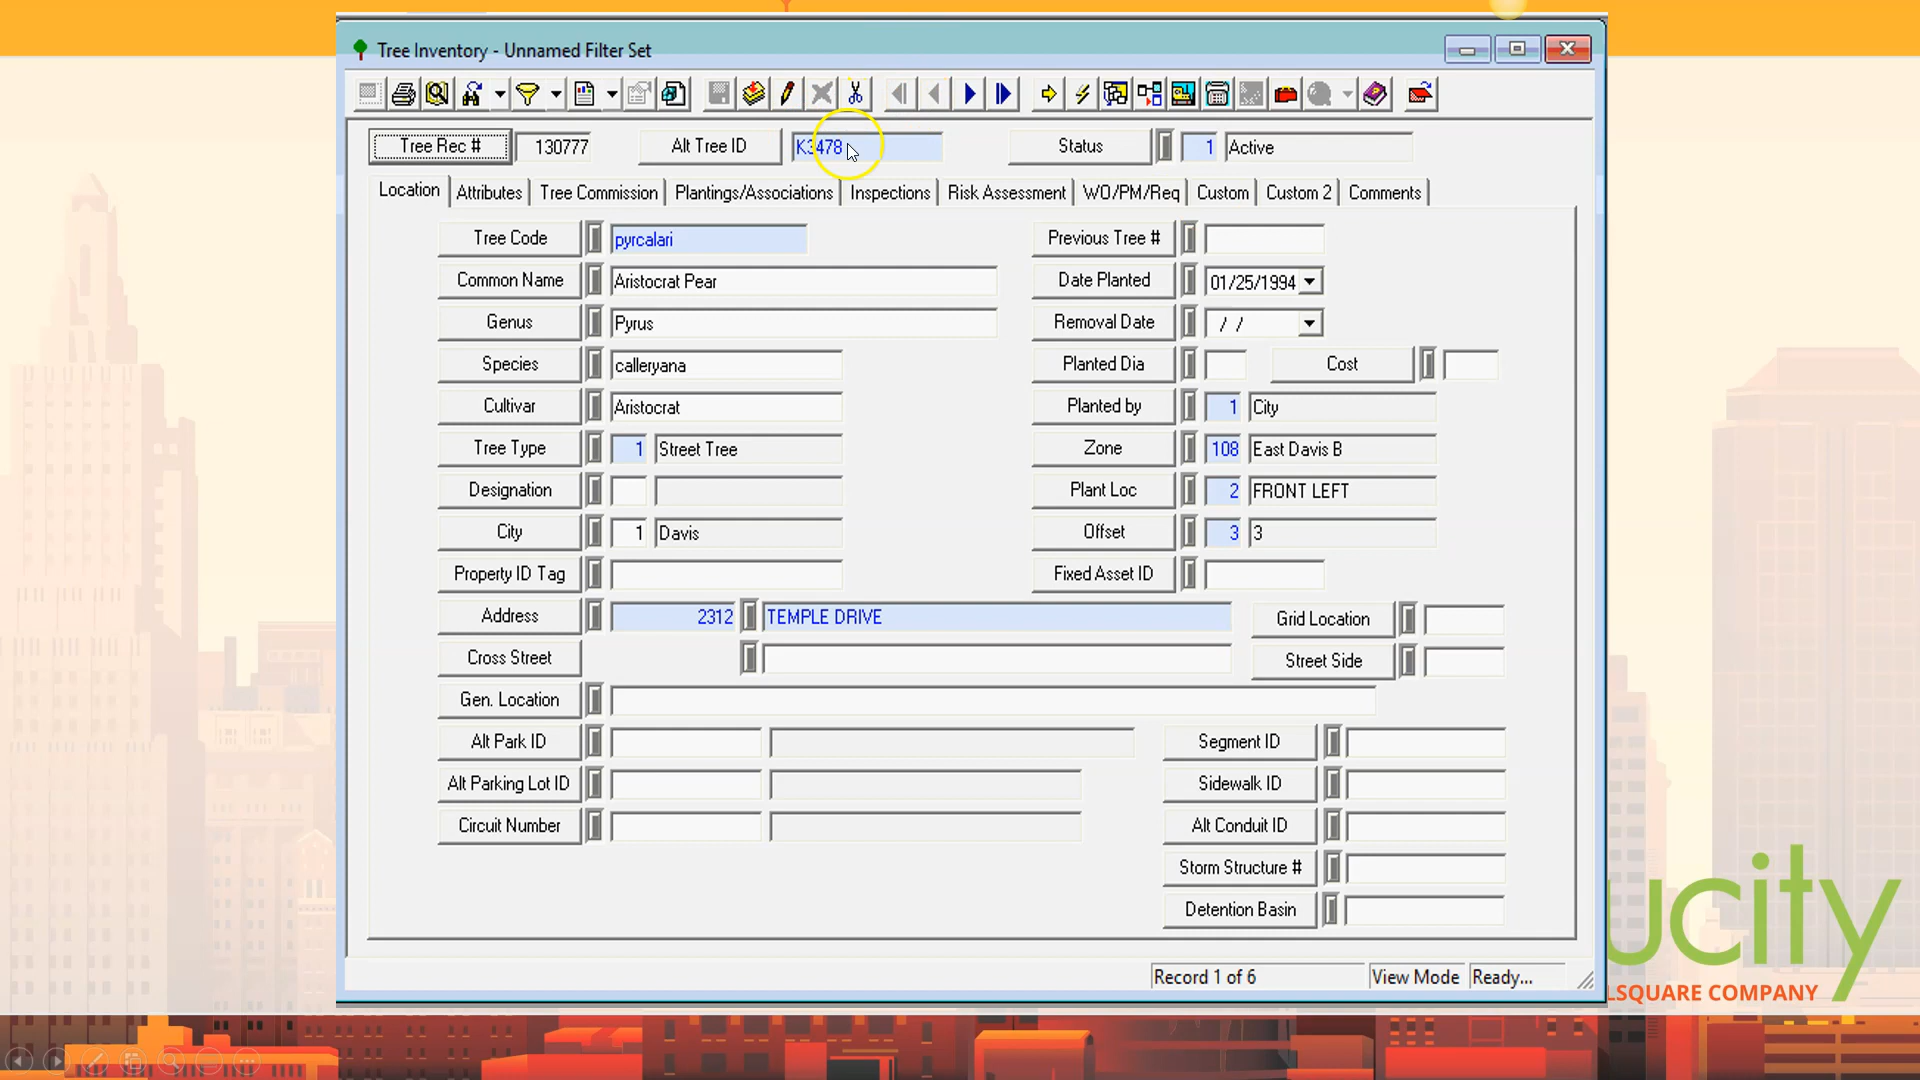 Tree Inventory - Unnamed Filter Set
Tree Rec # 130777 Alt Tree ID K3478 Status 1 Active
Location Attributes Tree Commission Plantings/Associations Inspections Risk Assessment WO/PM/Req Custom Custom 2 Comments
Tree Code pyrcalari Previous Tree #
Common Name Aristocrat Pear Date Planted 01/25/1994
Genus Pyrus Removal Date / /
Species calleryana Planted Dia Cost
Cultivar Aristocrat Planted by 1 City
Tree Type 1 Street Tree Zone 108 East Davis B
Designation Plant Loc 2 FRONT LEFT
City 1 Davis Offset 3 3
Property ID Tag Fixed Asset ID
Address 2312 TEMPLE DRIVE Grid Location
Cross Street Street Side
Gen. Location
Alt Park ID Segment ID
Alt Parking Lot ID Sidewalk ID
Circuit Number Alt Conduit ID
Storm Structure #
Detention Basin
Record 1 of 6 View Mode Ready...
ucity
LSQUARE COMPANY